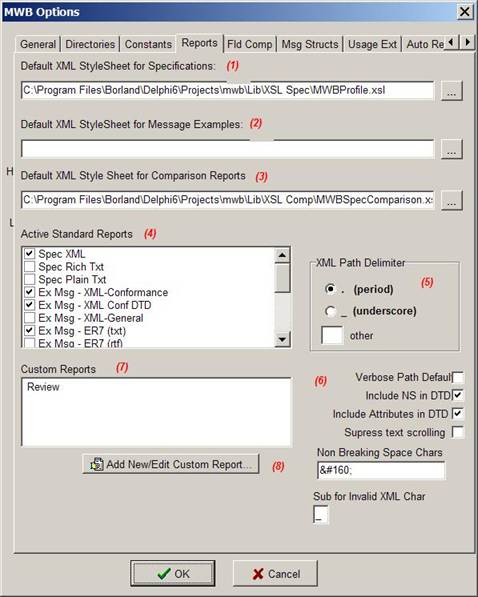 MWB Options
General Directories Constants Reports Fld Comp Msg Structs Usage Ext Auto Re
Default XML StyleSheet for Specifications: (1)
C:\Program Files\Borland\Delphi6\Projects\mwb\Lib\XSL Spec\MWBProfile.xsl ...
Default XML StyleSheet for Message Examples: (2)
...
Default XML Style Sheet for Comparison Reports (3)
C:\Program Files\Borland\Delphi6\Projects\mwb\Lib\XSL Comp\MWBSpecComparison.xs ...
Active Standard Reports (4)
Spec XML
Spec Rich Txt
Spec Plain Txt
Ex Msg - XML-Conformance
Ex Msg - XML Conf DTD
Ex Msg - XML-General
Ex Msg - ER7 (txt)
Ex Msg - ER7 (rtf)
XML Path Delimiter
. (period) (5)
_ (underscore)
other
Custom Reports (7)
Review
Add New/Edit Custom Report... (8)
(6) Verbose Path Defaul
Include NS in DTD
Include Attributes in DTD
Supress text scrolling
Non Breaking Space Chars
&#160;
Sub for Invalid XML Char
_
OK Cancel